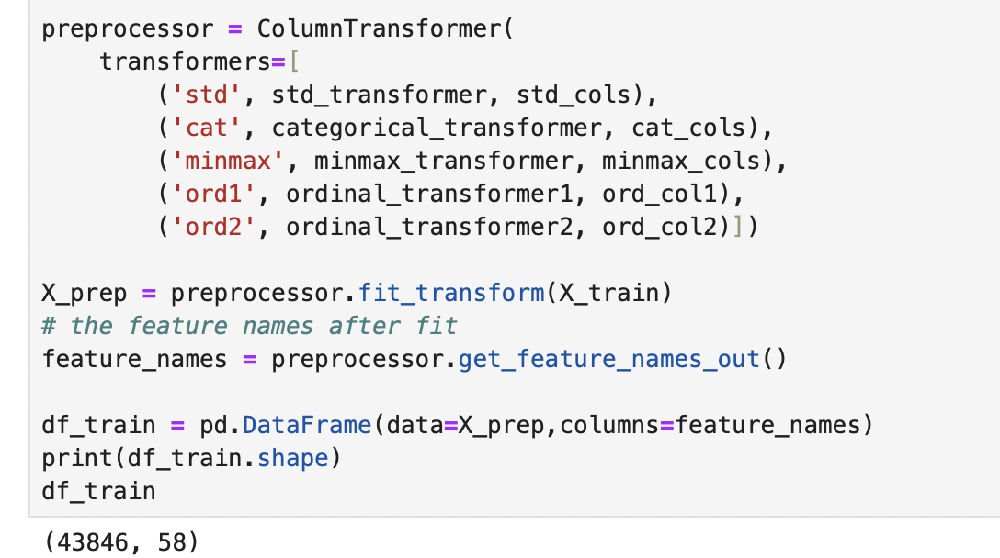 preprocessor = ColumnTransformer(
    transformers=[
        ('std', std_transformer, std_cols),
        ('cat', categorical_transformer, cat_cols),
        ('minmax', minmax_transformer, minmax_cols),
        ('ord1', ordinal_transformer1, ord_col1),
        ('ord2', ordinal_transformer2, ord_col2)])
X_prep = preprocessor.fit_transform(X_train)
# the feature names after fit
feature_names = preprocessor.get_feature_names_out()
df_train = pd.DataFrame(data=X_prep,columns=feature_names)
print(df_train.shape)
df_train
(43846, 58)